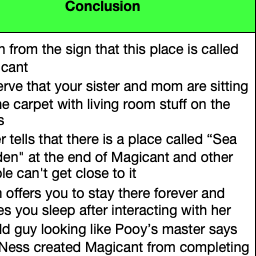 Conclusion
from the sign that this place is called
cant
erve that your sister and mom are sitting
e carpet with living room stuff on the
s
r tells that there is a place called “Sea
den" at the end of Magicant and other
le can't get close to it
offers you to stay there forever and
es you sleep after interacting with her
ld guy looking like Pooy’s master says
Ness created Magicant from completing